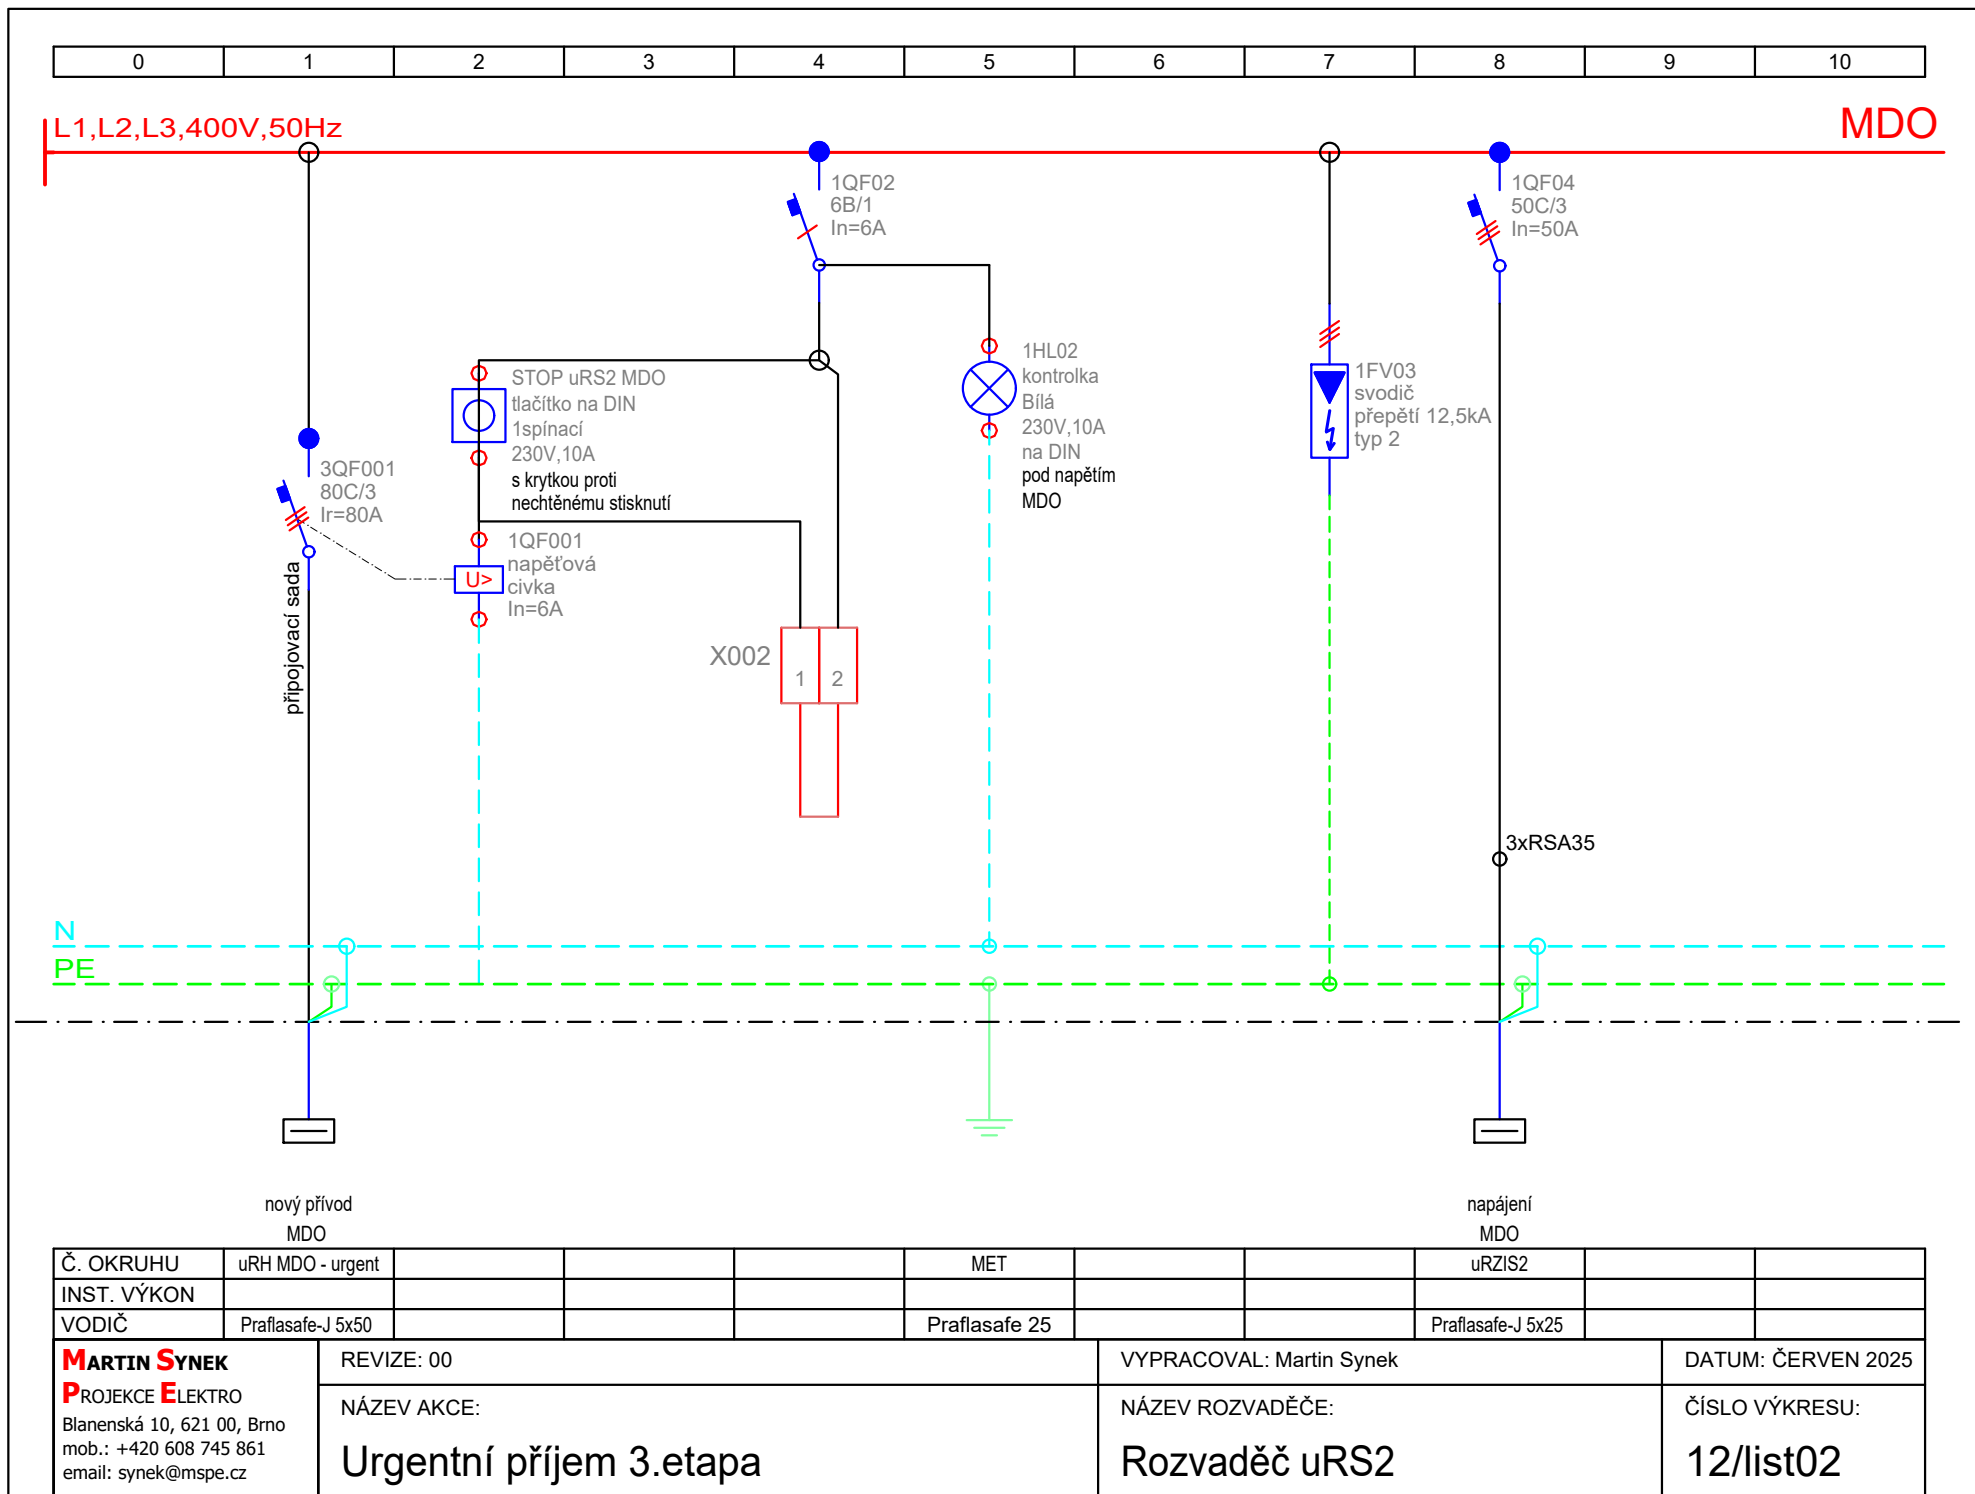 0 1 2 3 4 5 6 7 8 9 10
L1,L2,L3,400V,50Hz
MDO
1QF02
6B/1
In=6A
1QF04
50C/3
In=50A
STOP uRS2 MDO
tlačítko na DIN
1spínací
230V,10A
s krytkou proti
nechtěnému stisknutí
1HL02
kontrolka
Bílá
230V,10A
na DIN
pod napětím
MDO
1FV03
svodič
přepětí 12,5kA
typ 2
3QF001
80C/3
Ir=80A
připojovací sada
1QF001
napěťová
civka
In=6A
U>
X002
1 2
3xRSA35
N
PE
nový přívod
MDO
napájení
MDO
Č. OKRUHU uRH MDO - urgent MET uRZIS2
INST. VÝKON
VODIČ Praflasafe-J 5x50 Praflasafe 25 Praflasafe-J 5x25
MARTIN SYNEK
PROJEKCE ELEKTRO
Blanenská 10, 621 00, Brno
mob.: +420 608 745 861
email: synek@mspe.cz
REVIZE: 00
VYPRACOVAL: Martin Synek
DATUM: ČERVEN 2025
NÁZEV AKCE:
Urgentní příjem 3.etapa
NÁZEV ROZVADĚČE:
Rozvaděč uRS2
ČÍSLO VÝKRESU:
12/list02